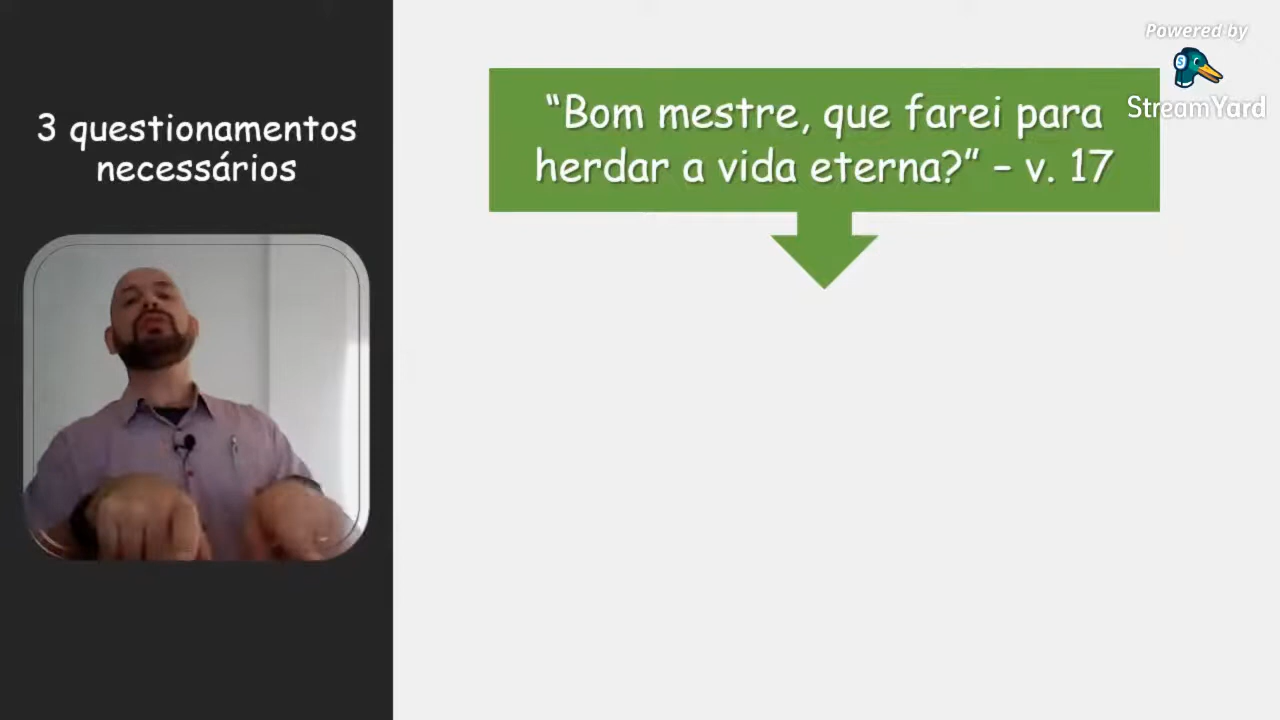 3 questionamentos
necessários
“Bom mestre, que farei para
herdar a vida eterna?” – v. 17
Powered by
StreamYard